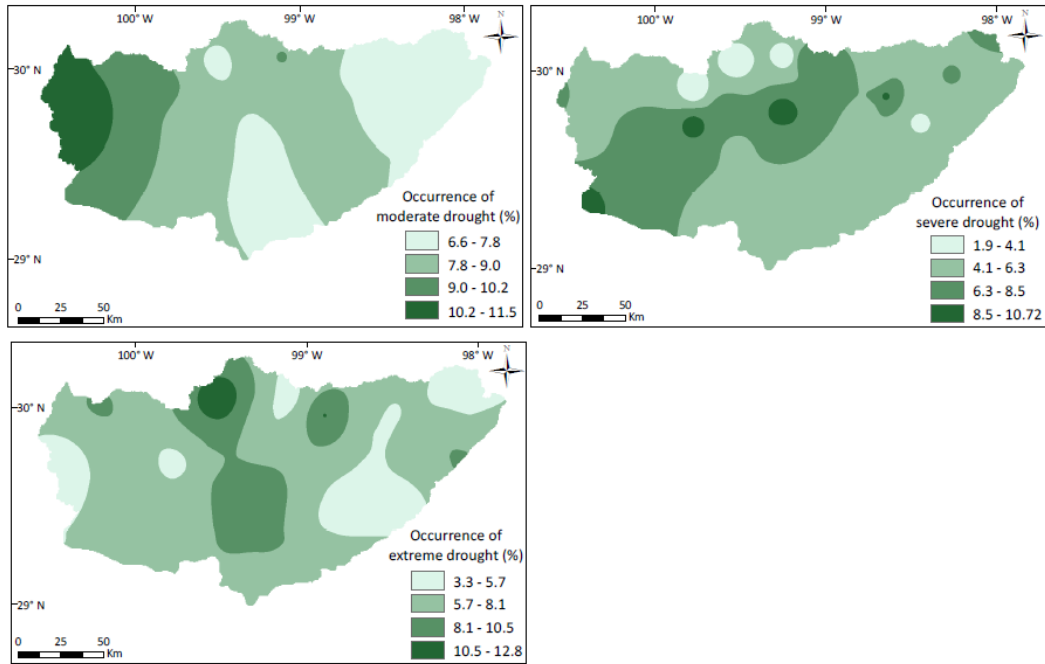 100° W
99° W
98° W
N
30° N
29° N
Occurrence of
moderate drought (%)
6.6 - 7.8
7.8 - 9.0
9.0 - 10.2
10.2 - 11.5
0 25 50
Km
100° W
99° W
98° W
N
30° N
29° N
Occurrence of
severe drought (%)
1.9 - 4.1
4.1 - 6.3
6.3 - 8.5
8.5 - 10.72
0 25 50
Km
100° W
99° W
98° W
N
30° N
29° N
Occurrence of
extreme drought (%)
3.3 - 5.7
5.7 - 8.1
8.1 - 10.5
10.5 - 12.8
0 25 50
Km